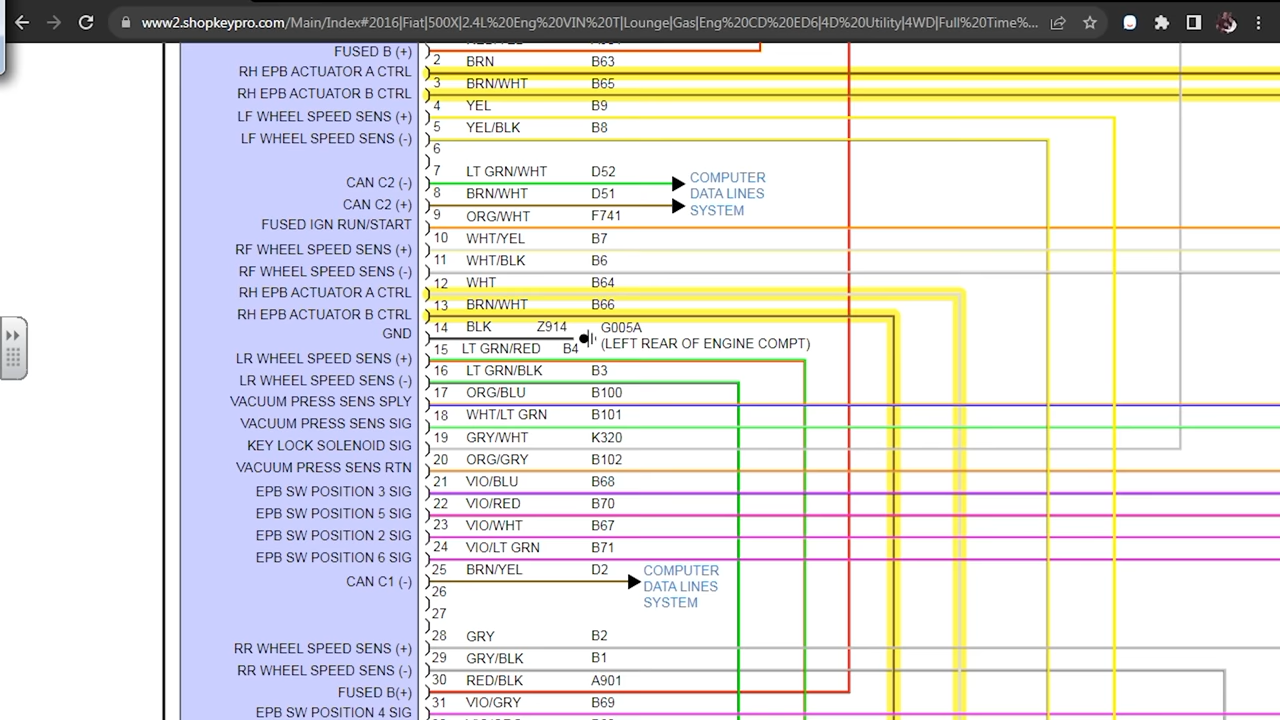 www2.shopkeypro.com/Main/Index#2016|Fiat|500X|2.4L%20Eng%20VIN%20T|Lounge|Gas|Eng%20CD%20ED6|4D%20Utility|4WD|Full%20Time%...
FUSED B (+)
2 BRN B63
RH EPB ACTUATOR A CTRL
3 BRN/WHT B65
RH EPB ACTUATOR B CTRL
4 YEL B9
LF WHEEL SPEED SENS (+)
5 YEL/BLK B8
LF WHEEL SPEED SENS (-)
6
7 LT GRN/WHT D52
CAN C2 (-)
8 BRN/WHT D51
CAN C2 (+)
COMPUTER
DATA LINES
SYSTEM
9 ORG/WHT F741
FUSED IGN RUN/START
10 WHT/YEL B7
RF WHEEL SPEED SENS (+)
11 WHT/BLK B6
RF WHEEL SPEED SENS (-)
12 WHT B64
RH EPB ACTUATOR A CTRL
13 BRN/WHT B66
RH EPB ACTUATOR B CTRL
14 BLK Z914 G005A
GND
(LEFT REAR OF ENGINE COMPT)
15 LT GRN/RED B4
LR WHEEL SPEED SENS (+)
16 LT GRN/BLK B3
LR WHEEL SPEED SENS (-)
17 ORG/BLU B100
VACUUM PRESS SENS SPLY
18 WHT/LT GRN B101
VACUUM PRESS SENS SIG
19 GRY/WHT K320
KEY LOCK SOLENOID SIG
20 ORG/GRY B102
VACUUM PRESS SENS RTN
21 VIO/BLU B68
EPB SW POSITION 3 SIG
22 VIO/RED B70
EPB SW POSITION 5 SIG
23 VIO/WHT B67
EPB SW POSITION 2 SIG
24 VIO/LT GRN B71
EPB SW POSITION 6 SIG
25 BRN/YEL D2
CAN C1 (-)
COMPUTER
DATA LINES
SYSTEM
26
27
28 GRY B2
RR WHEEL SPEED SENS (+)
29 GRY/BLK B1
RR WHEEL SPEED SENS (-)
30 RED/BLK A901
FUSED B(+)
31 VIO/GRY B69
EPB SW POSITION 4 SIG